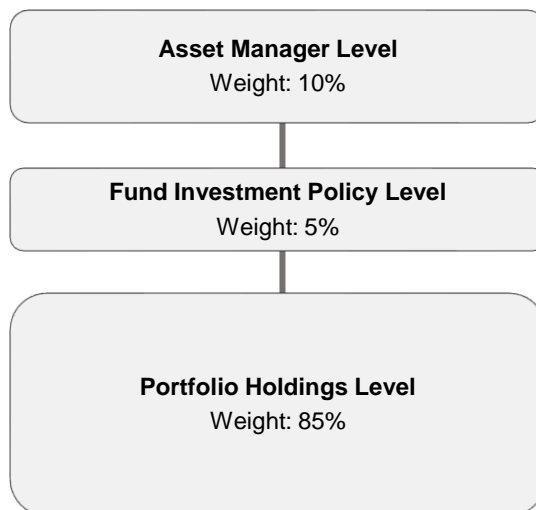 Asset Manager Level
Weight: 10%
Fund Investment Policy Level
Weight: 5%
Portfolio Holdings Level
Weight: 85%